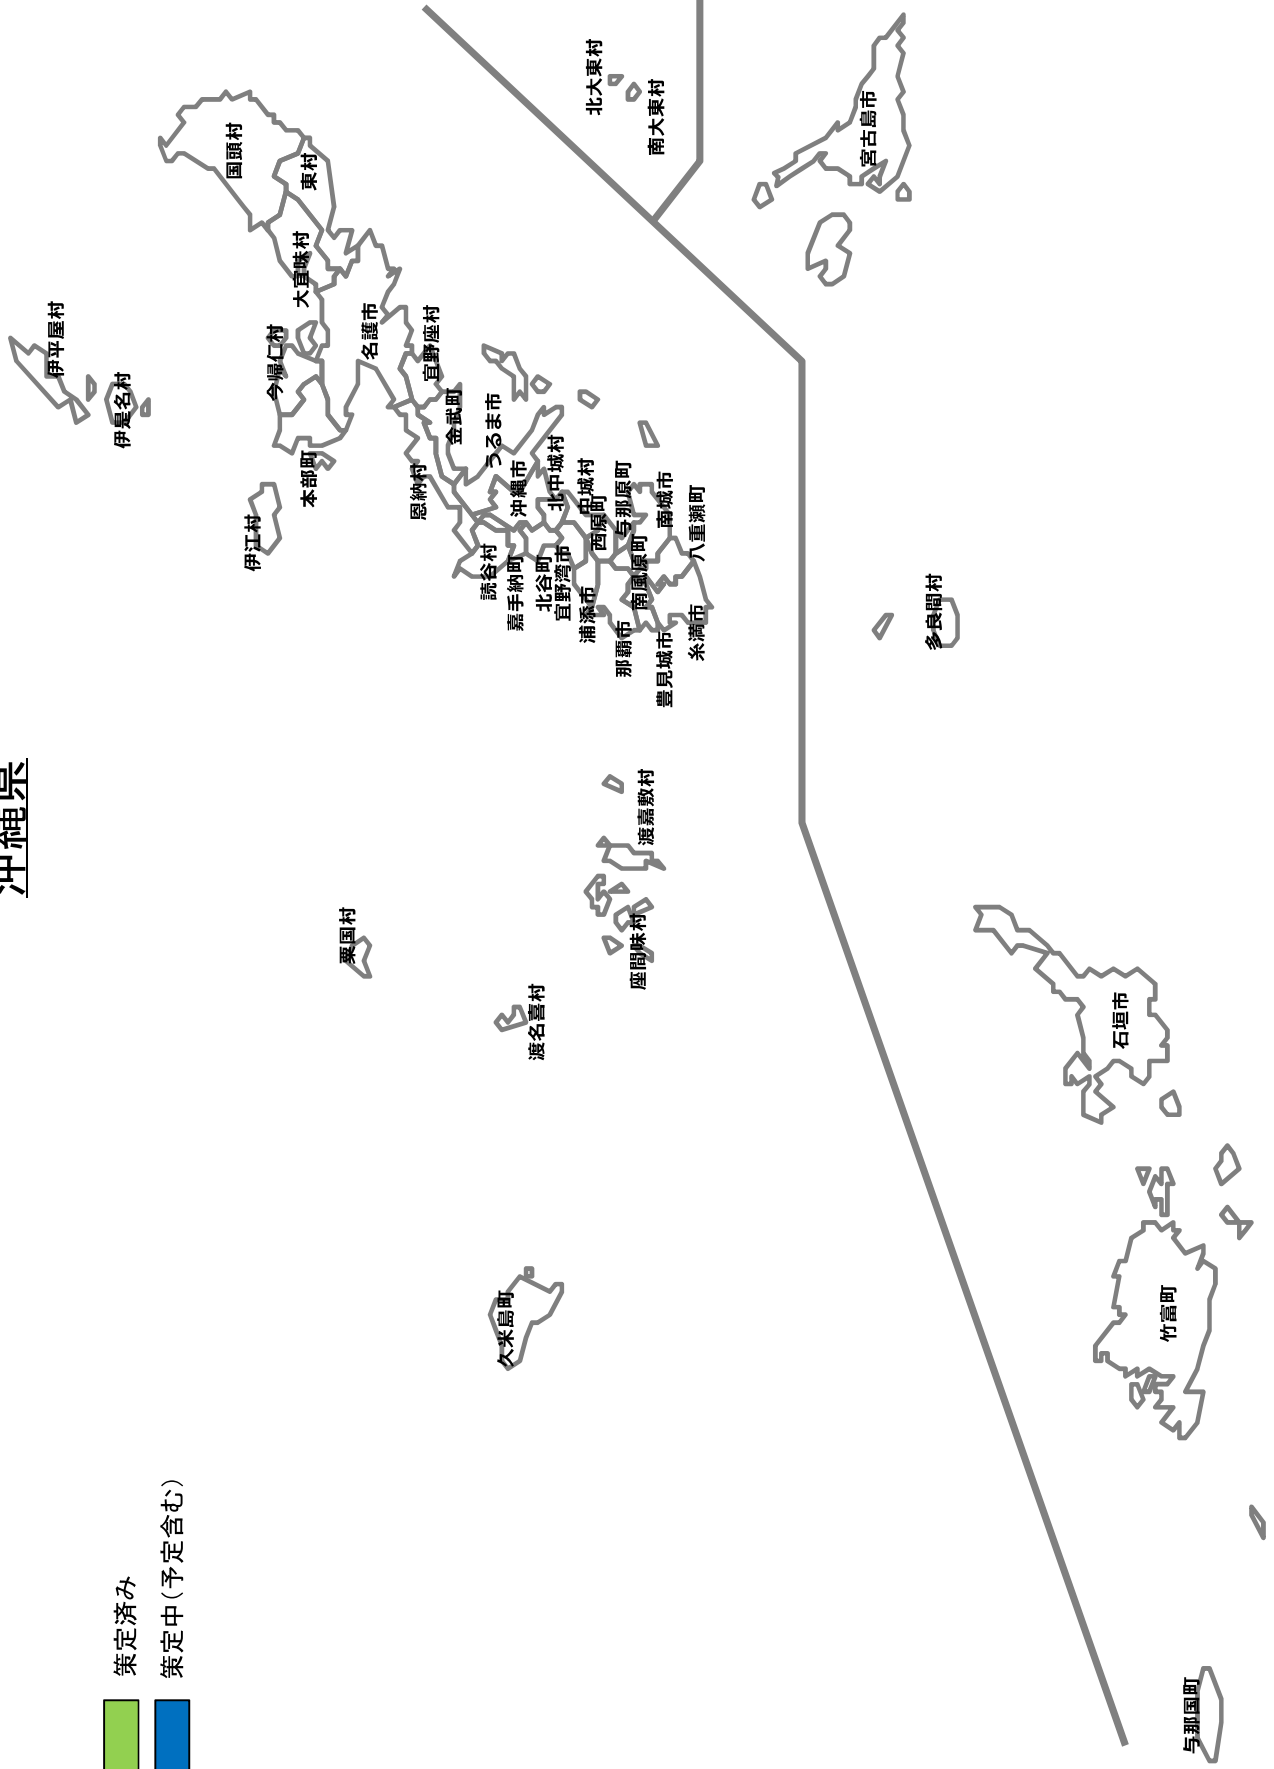 沖縄県
策定済み
策定中(予定含む)
伊平屋村
伊是名村
国頭村
東村
大宜味村
今帰仁村
名護市
本部町
伊江村
宜野座村
金武町
恩納村
うるま市
沖縄市
読谷村
嘉手納町
北谷町
北中城村
中城村
宜野湾市
西原町
浦添市
与那原町
那覇市
南風原町
南城市
豊見城市
八重瀬町
糸満市
北大東村
南大東村
粟国村
渡名喜村
座間味村
渡嘉敷村
久米島町
宮古島市
多良間村
石垣市
竹富町
与那国町